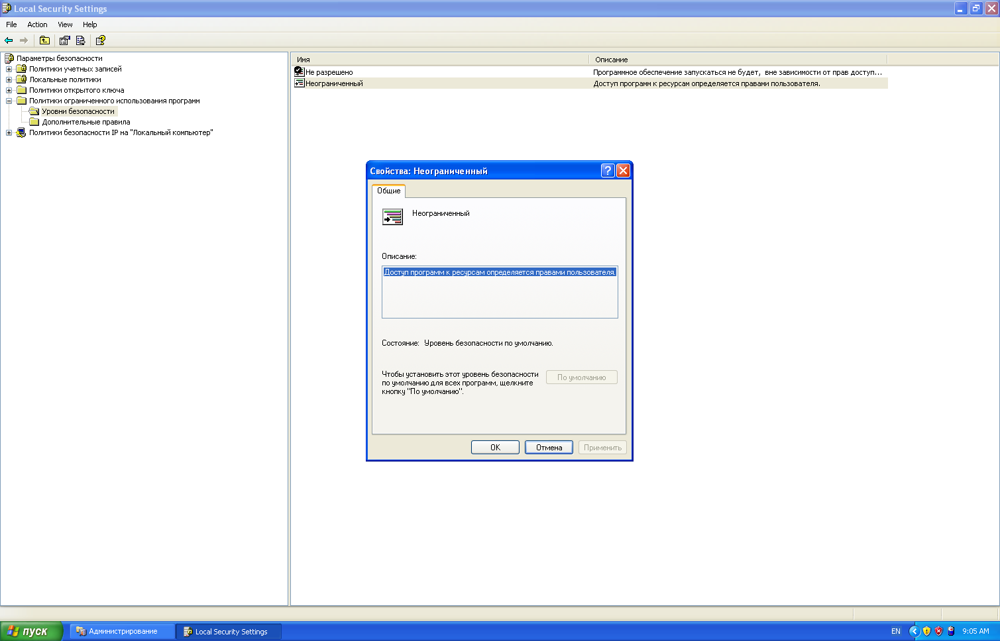 Local Security Settings
File Action View Help
Параметры безопасности
Политики учетных записей
Локальные политики
Политики открытого ключа
Политики ограниченного использования программ
Уровни безопасности
Дополнительные правила
Политики безопасности IP на "Локальный компьютер"
Имя Описание
Не разрешено Программное обеспечение запускаться не будет, вне зависимости от прав доступ...
Неограниченный Доступ программ к ресурсам определяется правами пользователя.
Свойства: Неограниченный
Общие
Неограниченный
Описание:
Доступ программ к ресурсам определяется правами пользователя.
Состояние: Уровень безопасности по умолчанию.
Чтобы установить этот уровень безопасности
по умолчанию для всех программ, щелкните
кнопку "По умолчанию".
По умолчанию
OK Отмена Применить
пуск Администрирование Local Security Settings EN 9:05 AM